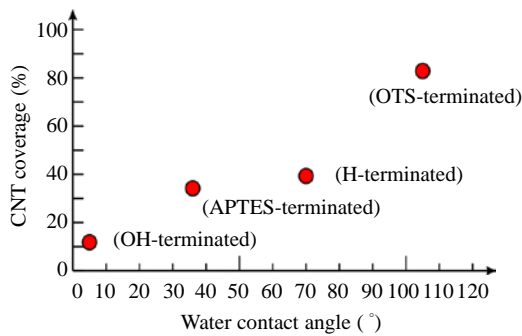 100
80
60
40
20
0
CNT coverage (%)
(OTS-terminated)
(H-terminated)
(APTES-terminated)
(OH-terminated)
0 10 20 30 40 50 60 70 80 90 100 110 120
Water contact angle (°)